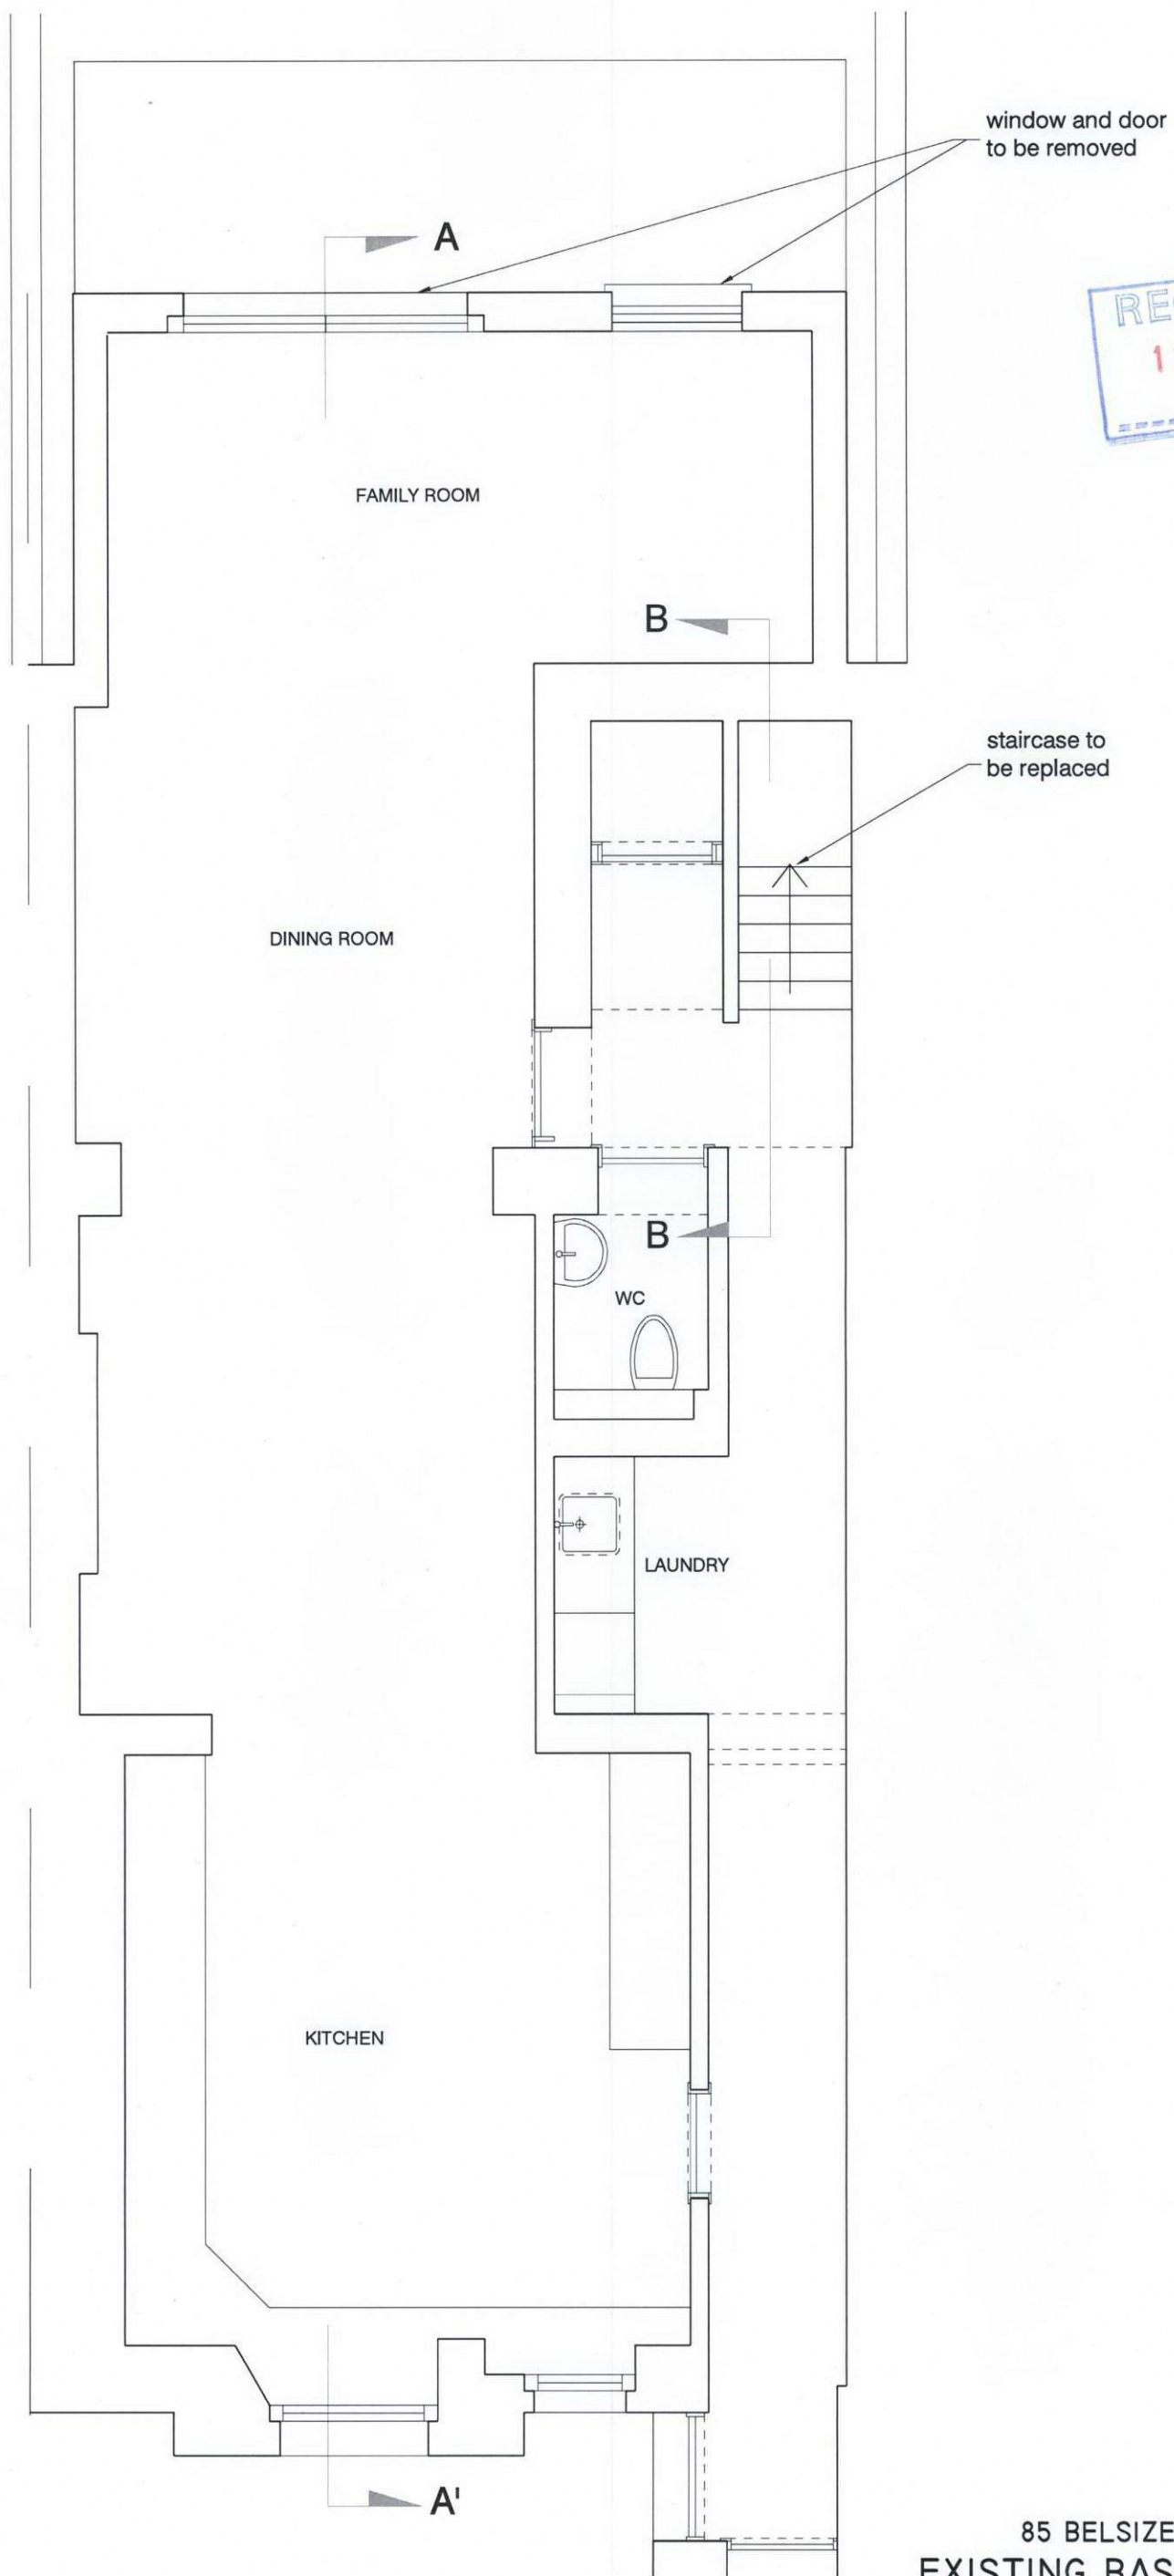 window and door
to be removed
A
FAMILY ROOM
B
staircase to
be replaced
DINING ROOM
B
WC
LAUNDRY
KITCHEN
A'
85 BELSIZE
EXISTING